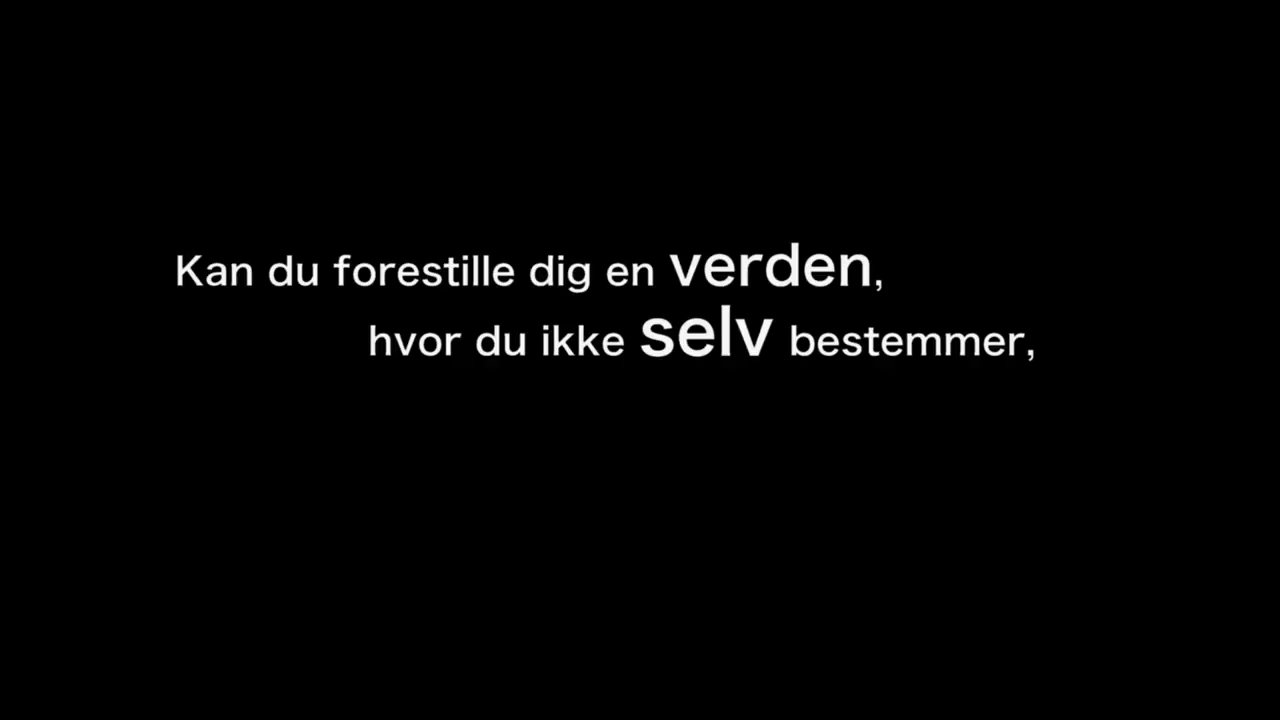 Kan du forestille dig en verden,
hvor du ikke selv bestemmer,